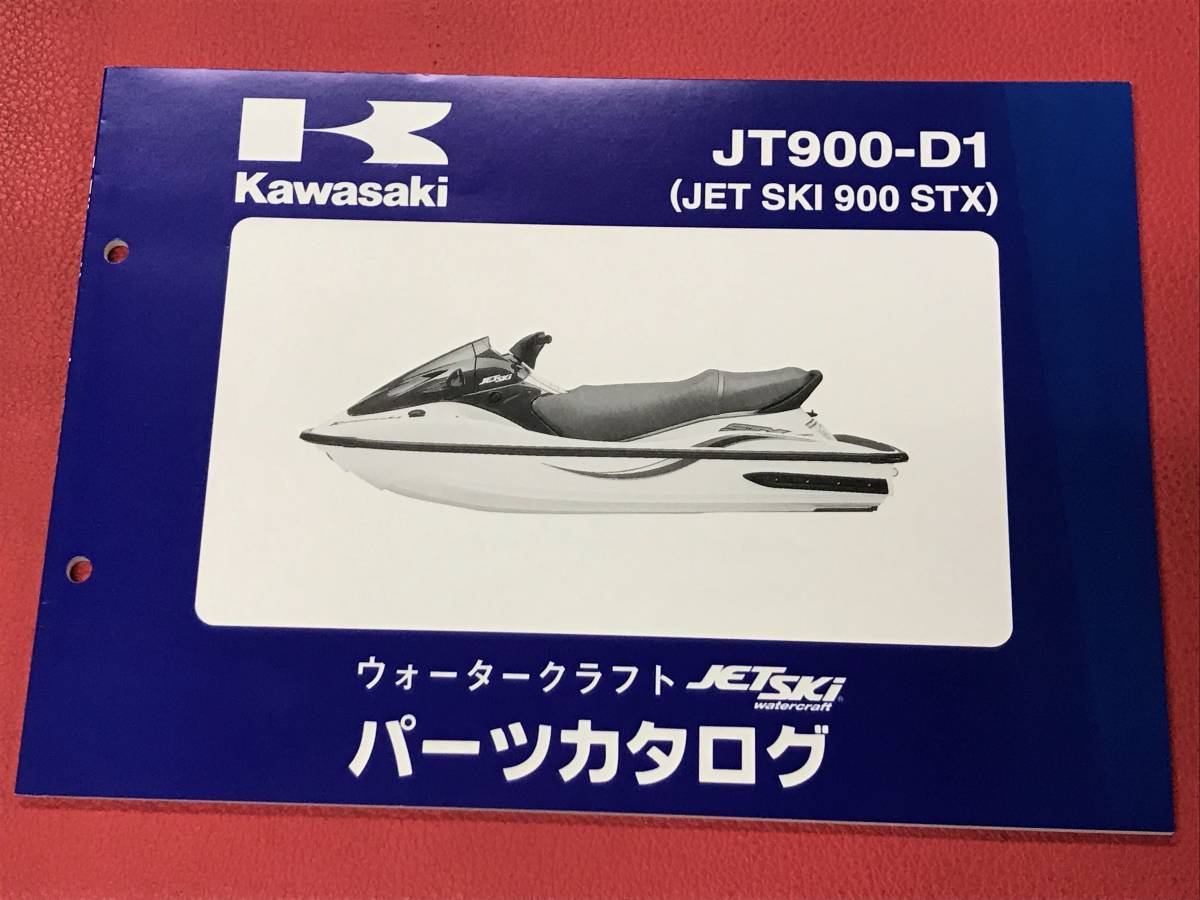 Kawasaki
JT900-D1
(JET SKI 900 STX)
JETSKI
ウォータークラフト JETSKi
watercraft
パーツカタログ